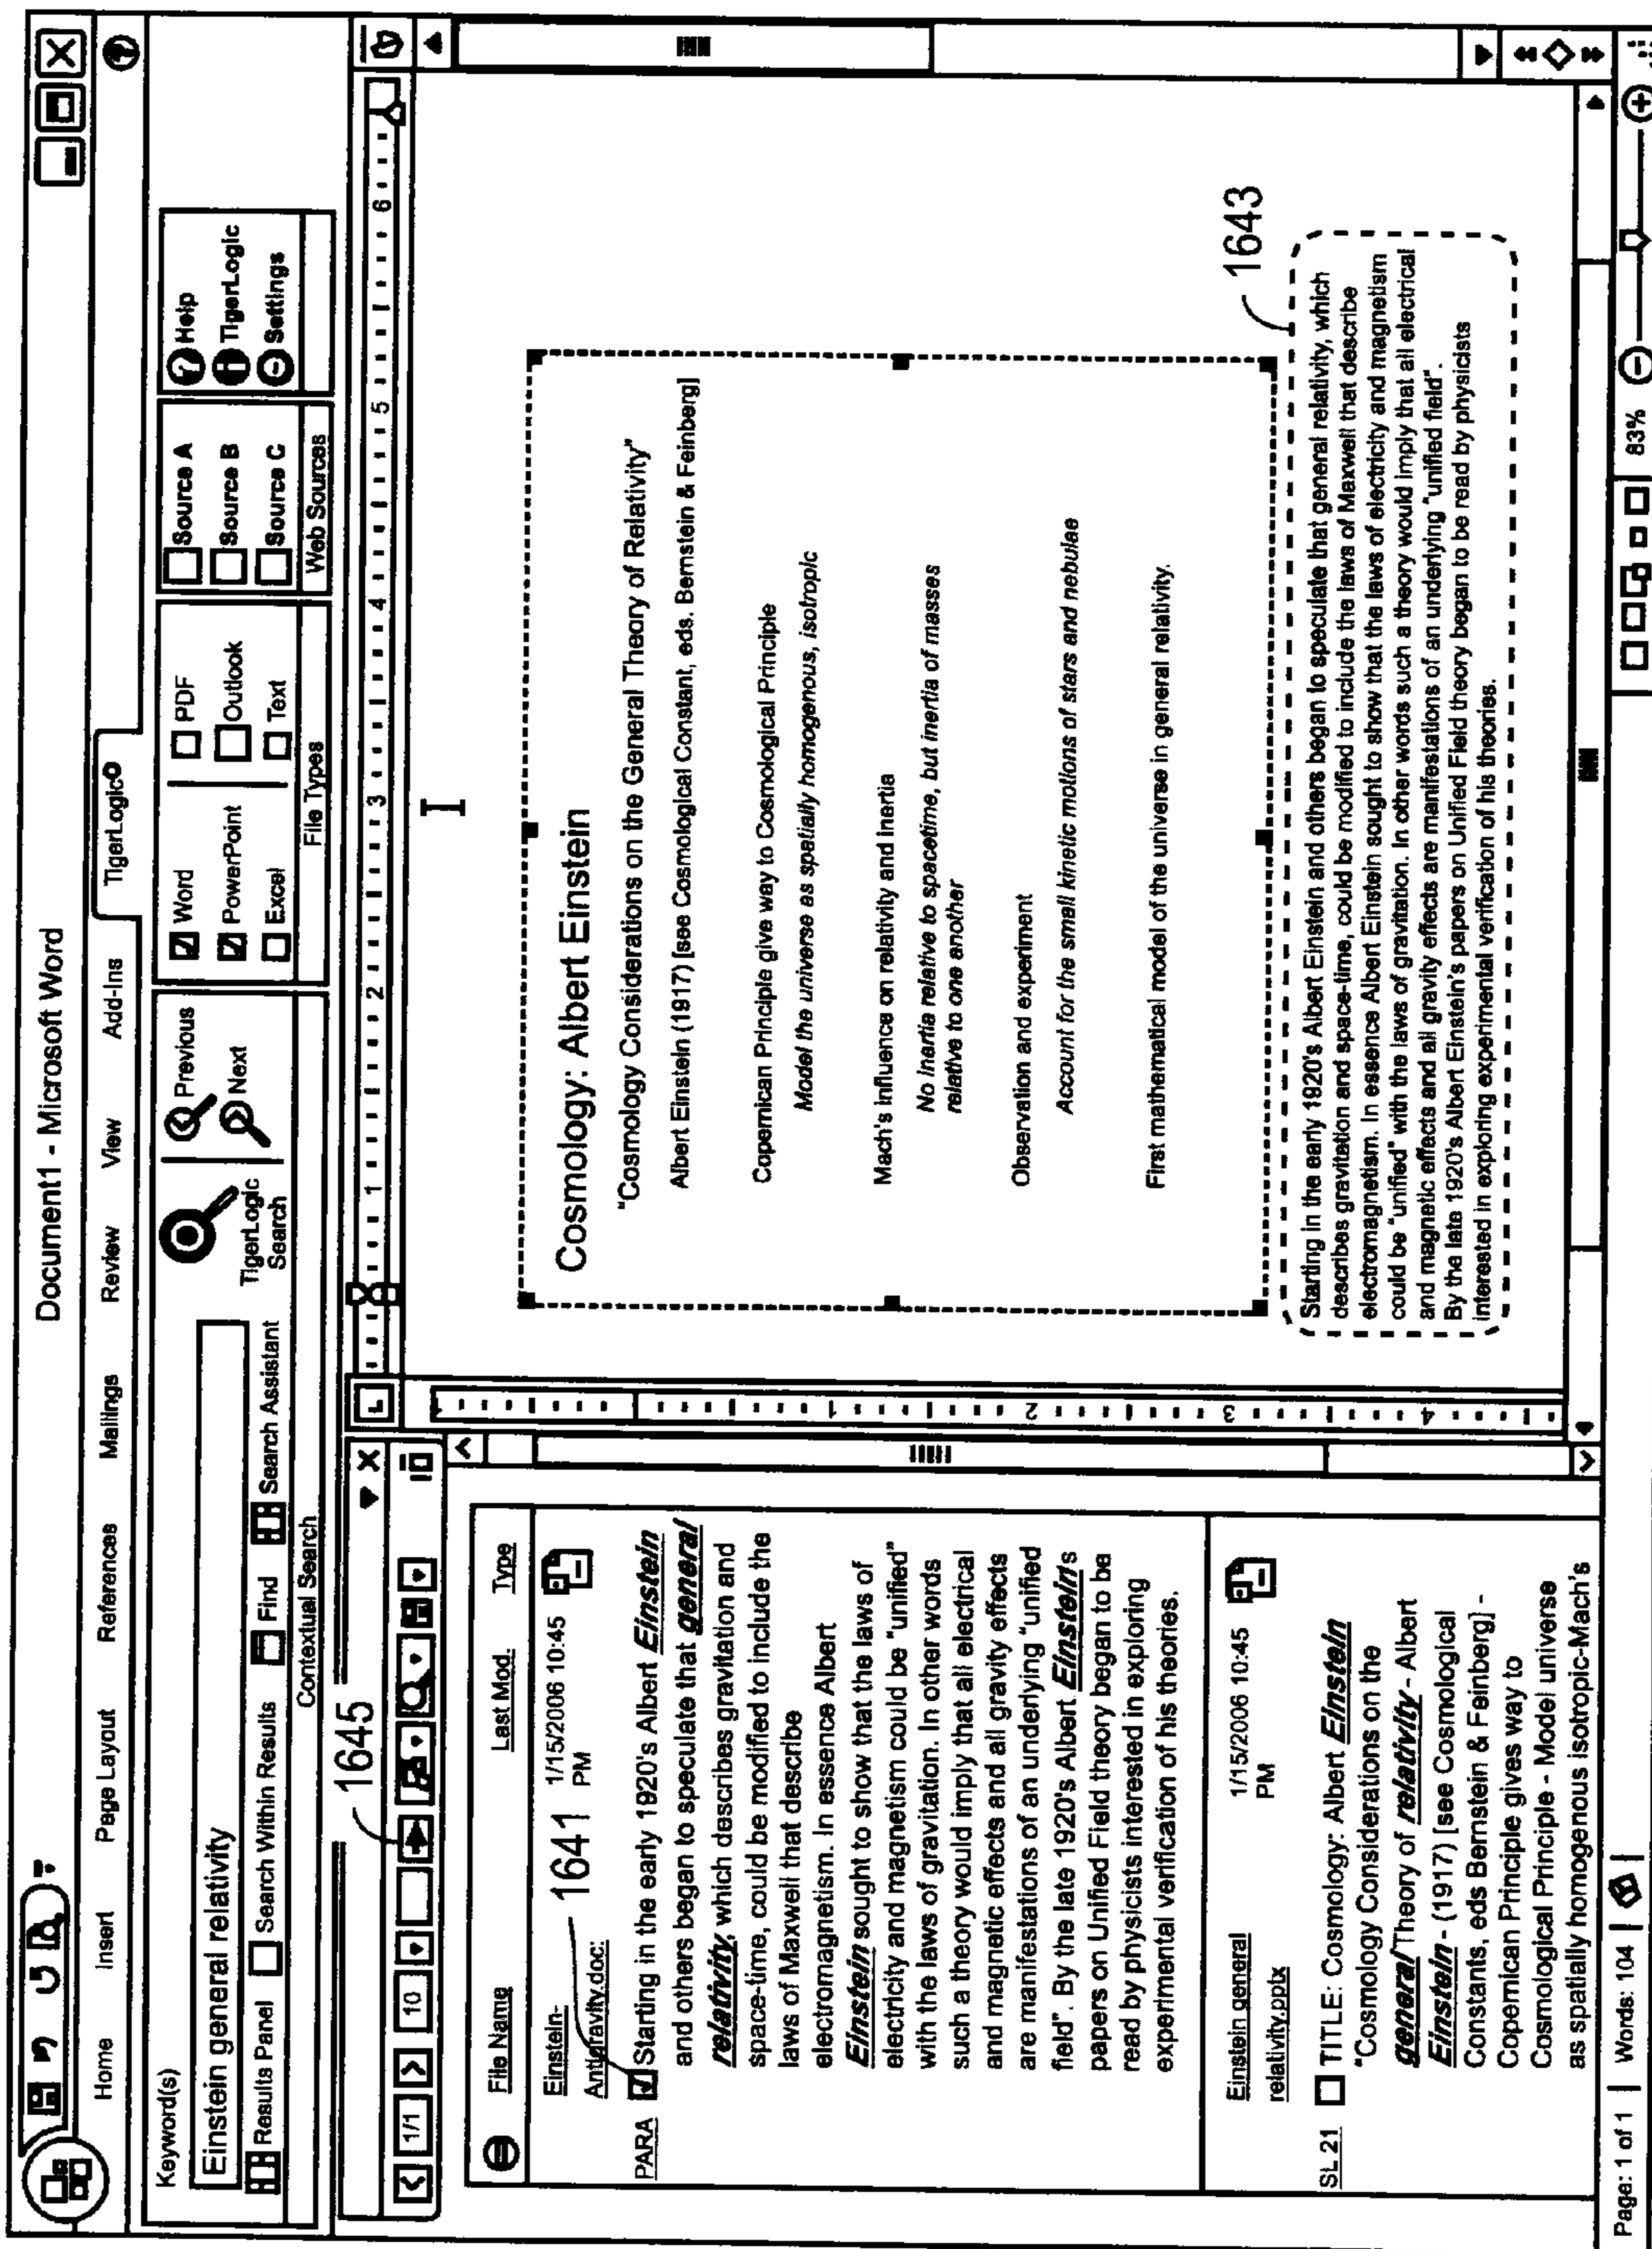 Document1 - Microsoft Word
Home Insert Page Layout References Mailings Review View Add-Ins TigerLogic
Keyword(s)
Einstein general relativity
Results Panel Search Within Results Find Search Assistant
TigerLogic
Search
Previous
Next
Contextual Search
Word
PowerPoint
Excel
PDF
Outlook
Text
File Types
Source A
Source B
Source C
Web Sources
Help
TigerLogic
Settings
1645
1/1 10
File Name Last Mod. Type
Einstein-
Antigravity.doc:
1641
1/15/2006 10:45
PM
PARA Starting in the early 1920's Albert Einstein
and others began to speculate that general
relativity, which describes gravitation and
space-time, could be modified to include the
laws of Maxwell that describe
electromagnetism. In essence Albert
Einstein sought to show that the laws of
electricity and magnetism could be "unified"
with the laws of gravitation. In other words
such a theory would imply that all electrical
and magnetic effects and all gravity effects
are manifestations of an underlying "unified
field". By the late 1920's Albert Einstein's
papers on Unified Field theory began to be
read by physicists interested in exploring
experimental verification of his theories.
Einstein general
relativity.pptx
1/15/2006 10:45
PM
SL 21 TITLE: Cosmology: Albert Einstein
"Cosmology Considerations on the
general Theory of relativity - Albert
Einstein - (1917) [see Cosmological
Constants, eds Bernstein & Feinberg] -
Copernican Principle gives way to
Cosmological Principle - Model universe
as spatially homogenous isotropic-Mach's
1 2 3 4 5 6
1
2
3
4
Cosmology: Albert Einstein
"Cosmology Considerations on the General Theory of Relativity"
Albert Einstein (1917) [see Cosmological Constant, eds. Bernstein & Feinberg]
Copernican Principle give way to Cosmological Principle
Model the universe as spatially homogenous, isotropic
Mach's influence on relativity and inertia
No inertia relative to spacetime, but inertia of masses
relative to one another
Observation and experiment
Account for the small kinetic motions of stars and nebulae
First mathematical model of the universe in general relativity.
1643
Starting in the early 1920's Albert Einstein and others began to speculate that general relativity, which
describes gravitation and space-time, could be modified to include the laws of Maxwell that describe
electromagnetism. In essence Albert Einstein sought to show that the laws of electricity and magnetism
could be "unified" with the laws of gravitation. In other words such a theory would imply that all electrical
and magnetic effects and all gravity effects are manifestations of an underlying "unified field".
By the late 1920's Albert Einstein's papers on Unified Field theory began to be read by physicists
interested in exploring experimental verification of his theories.
Page: 1 of 1 Words: 104 83%